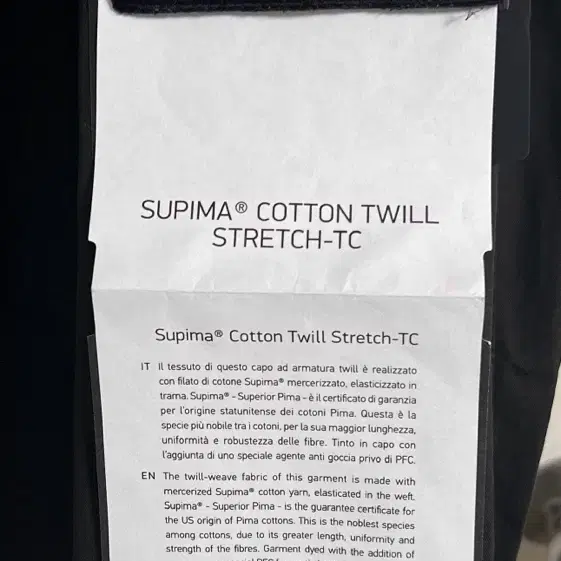 SUPIMA® COTTON TWILL
STRETCH-TC
Supima® Cotton Twill Stretch-TC
IT Il tessuto di questo capo ad armatura twill è realizzato
con filato di cotone Supima® mercerizzato, elasticizzato in
trama. Supima® - Superior Pima - è il certificato di garanzia
per l'origine statunitense dei cotoni Pima. Questa è la
specie più nobile tra i cotoni, per la sua maggior lunghezza,
uniformità e robustezza delle fibre. Tinto in capo con
l'aggiunta di uno speciale agente anti goccia privo di PFC.
EN The twill-weave fabric of this garment is made with
mercerized Supima® cotton yarn, elasticated in the weft.
Supima® - Superior Pima - is the guarantee certificate for
the US origin of Pima cottons. This is the noblest species
among cottons, due to its greater length, uniformity and
strength of the fibres. Garment dyed with the addition of